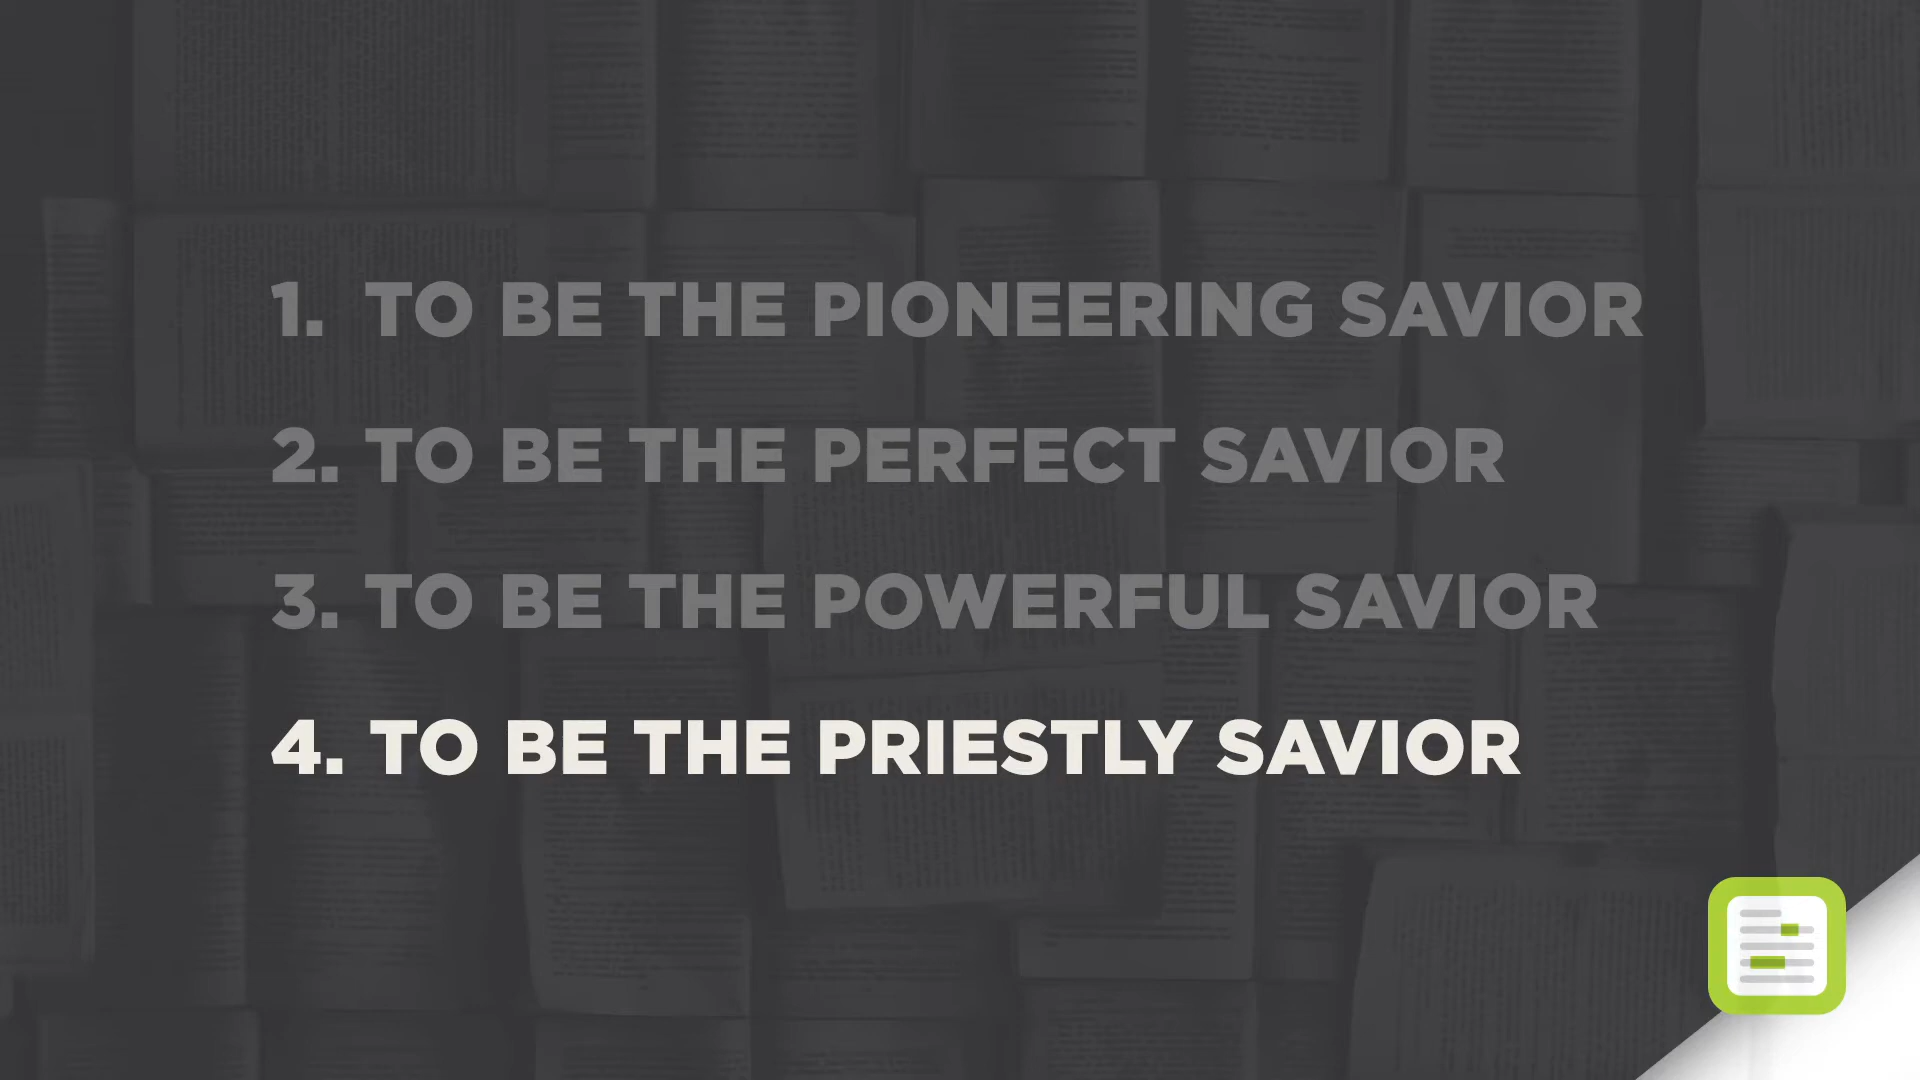 1. TO BE THE PIONEERING SAVIOR
2. TO BE THE PERFECT SAVIOR
3. TO BE THE POWERFUL SAVIOR
4. TO BE THE PRIESTLY SAVIOR